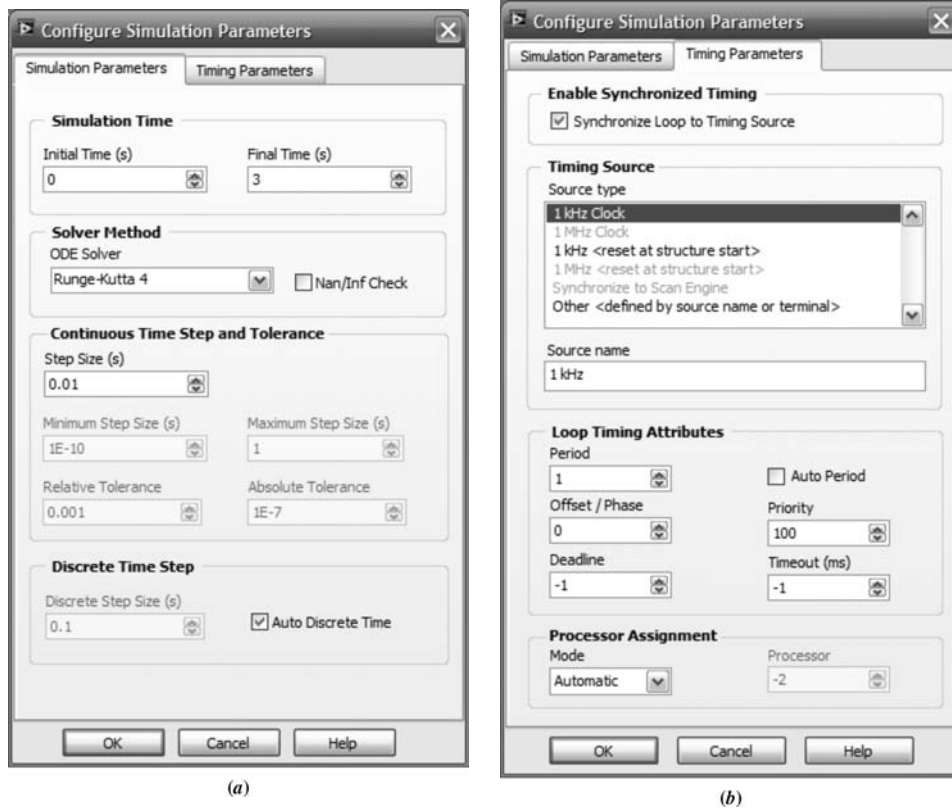 Configure Simulation Parameters
Simulation Parameters Timing Parameters
Simulation Time
Initial Time (s) Final Time (s)
0 3
Solver Method
ODE Solver
Runge-Kutta 4 Nan/Inf Check
Continuous Time Step and Tolerance
Step Size (s)
0.01
Minimum Step Size (s) Maximum Step Size (s)
1E-10 1
Relative Tolerance Absolute Tolerance
0.001 1E-7
Discrete Time Step
Discrete Step Size (s)
0.1 Auto Discrete Time
OK Cancel Help
(a)
Configure Simulation Parameters
Simulation Parameters Timing Parameters
Enable Synchronized Timing
Synchronize Loop to Timing Source
Timing Source
Source type
1 kHz Clock
1 MHz Clock
1 kHz <reset at structure start>
1 MHz <reset at structure start>
Synchronize to Scan Engine
Other <defined by source name or terminal>
Source name
1 kHz
Loop Timing Attributes
Period
1 Auto Period
Offset / Phase Priority
0 100
Deadline Timeout (ms)
-1 -1
Processor Assignment
Mode Processor
Automatic -2
OK Cancel Help
(b)